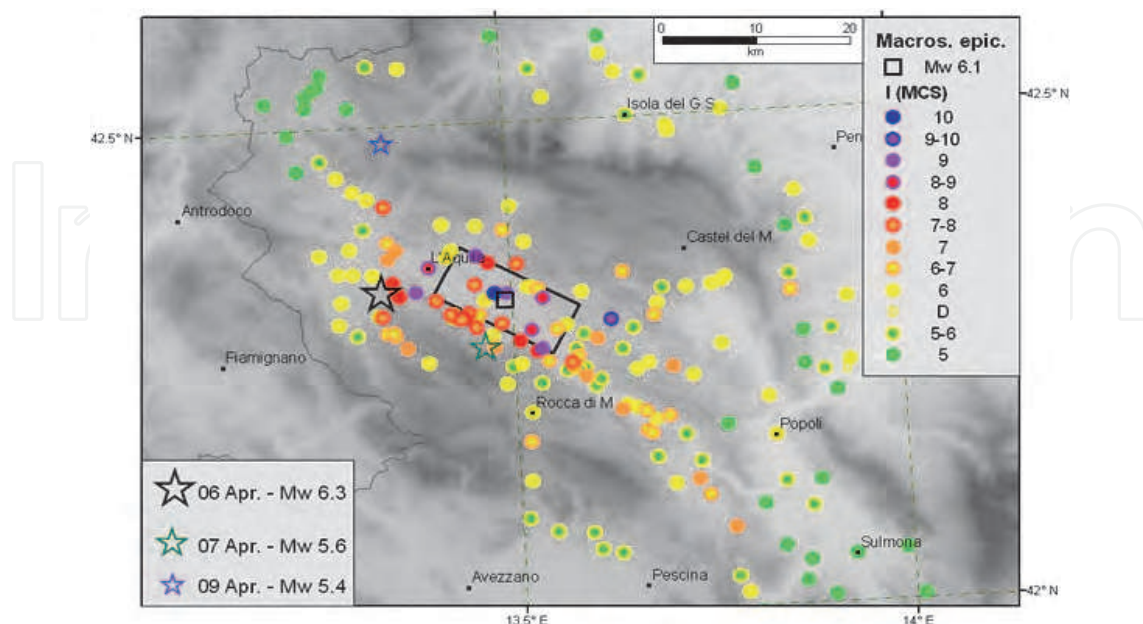 0 10 20
km
Macros. epic.
Mw 6.1
I (MCS)
10
9-10
9
8-9
8
7-8
7
6-7
6
D
5-6
5
42.5° N
42.5° N
Isola del G.S.
Pen
Antrodoco
Castel del M.
L'Aquila
Fiamignano
Rocca di M.
Popoli
Sulmona
Avezzano
Pescina
06 Apr. - Mw 6.3
07 Apr. - Mw 5.6
09 Apr. - Mw 5.4
42° N
13.5° E
14° E